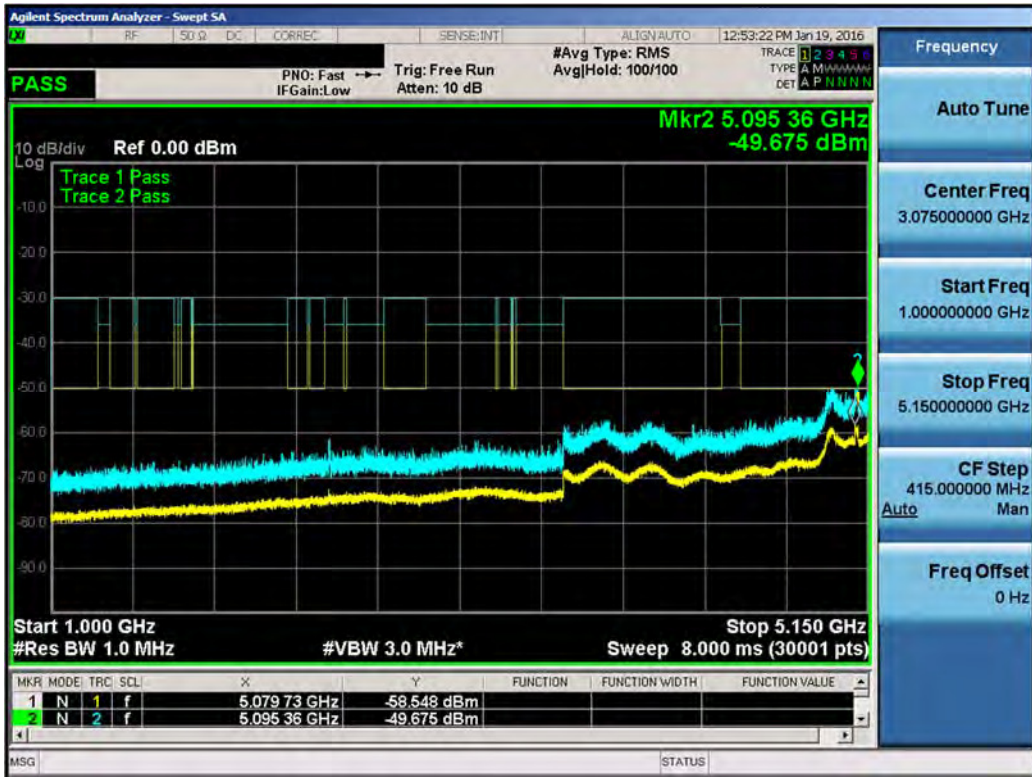 Agilent Spectrum Analyzer - Swept SA
LXI RF 50 Ω DC CORREC SENSE:INT ALIGN AUTO 12:53:22 PM Jan 19, 2016
PASS
PNO: Fast
IFGain:Low
Trig: Free Run
Atten: 10 dB
#Avg Type: RMS
Avg|Hold: 100/100
TRACE 1 2 3 4 5 6
TYPE A M W W W W
DET A P N N N N
Mkr2 5.095 36 GHz
-49.675 dBm
10 dB/div Ref 0.00 dBm
Log
Trace 1 Pass
Trace 2 Pass
-10.0
-20.0
-30.0
-40.0
-50.0
-60.0
-70.0
-80.0
-90.0
2
Start 1.000 GHz Stop 5.150 GHz
#Res BW 1.0 MHz #VBW 3.0 MHz* Sweep 8.000 ms (30001 pts)
MKR MODE TRC SCL X Y FUNCTION FUNCTION WIDTH FUNCTION VALUE
1 N 1 f 5.079 73 GHz -58.548 dBm
2 N 2 f 5.095 36 GHz -49.675 dBm
MSG STATUS
Frequency
Auto Tune
Center Freq
3.075000000 GHz
Start Freq
1.000000000 GHz
Stop Freq
5.150000000 GHz
CF Step
415.000000 MHz
Auto Man
Freq Offset
0 Hz